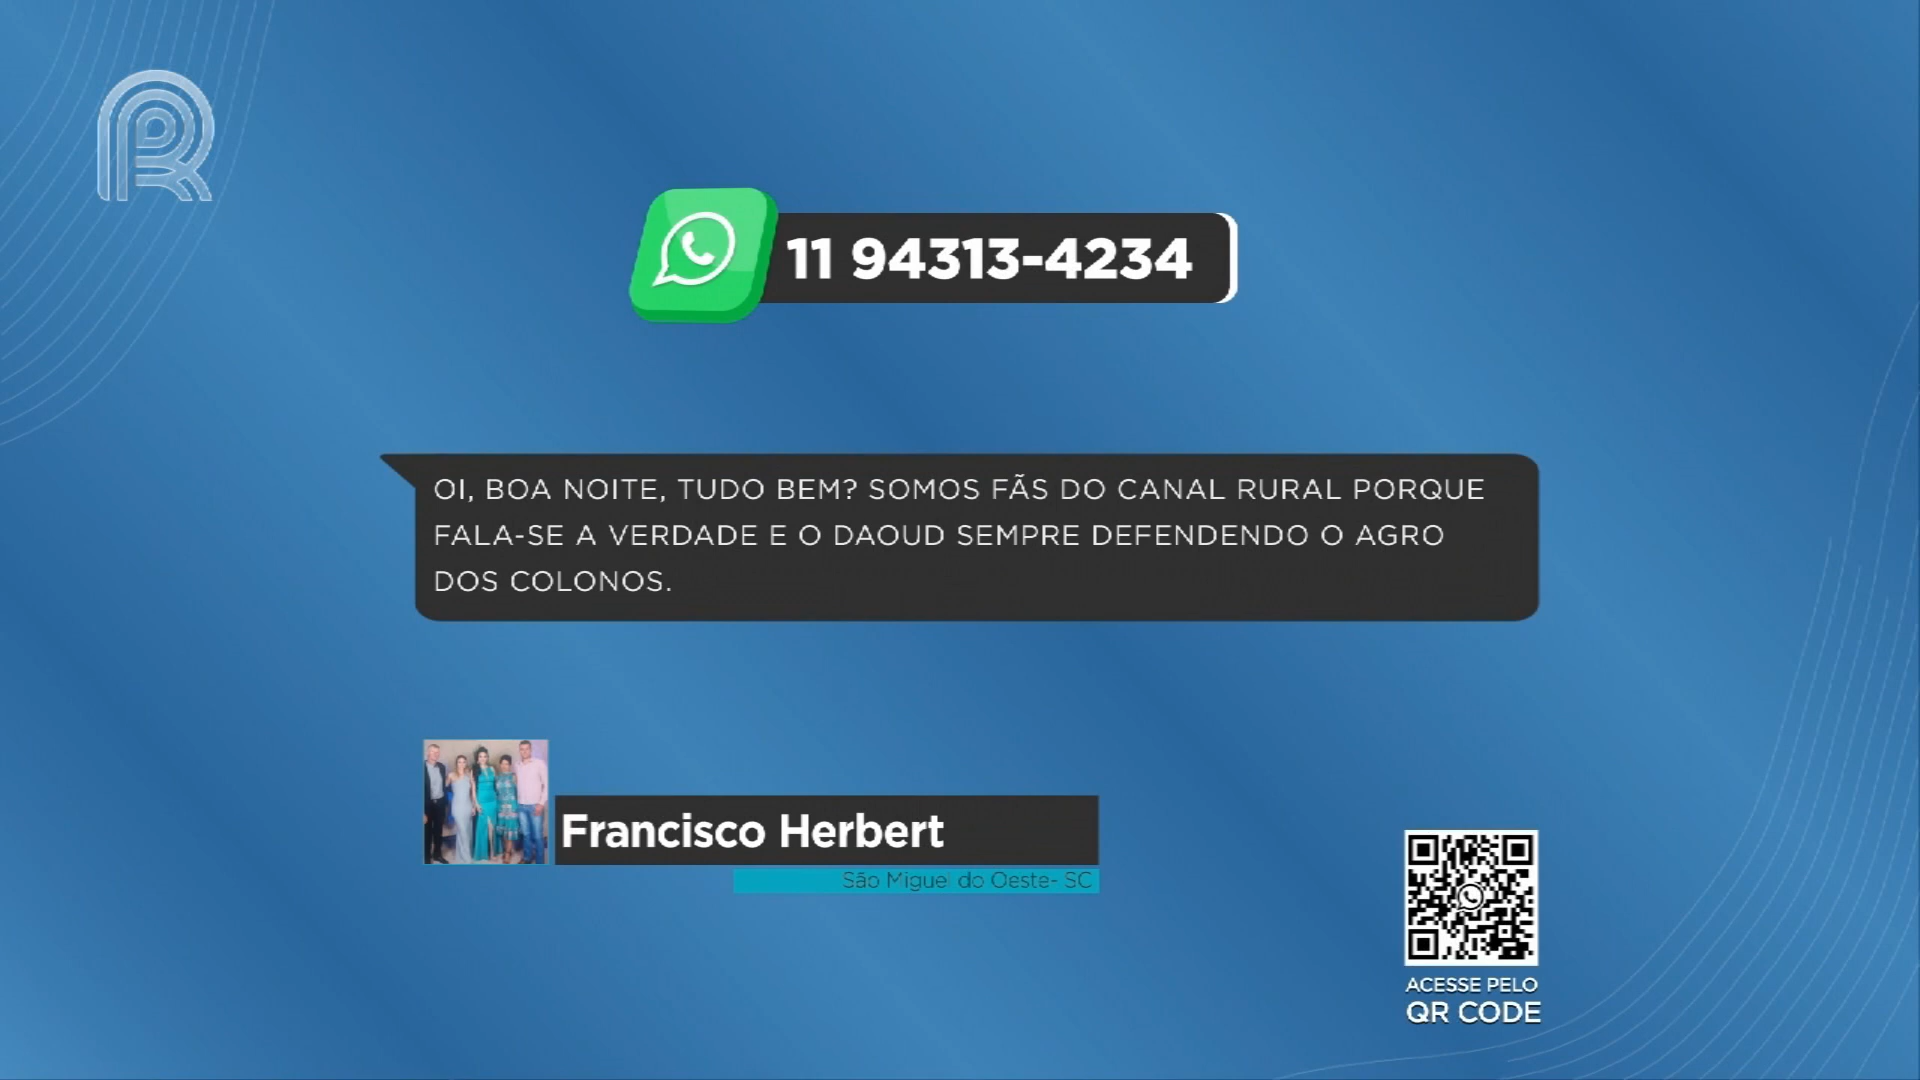 11 94313-4234
OI, BOA NOITE, TUDO BEM? SOMOS FÃS DO CANAL RURAL PORQUE
FALA-SE A VERDADE E O DAOUD SEMPRE DEFENDENDO O AGRO
DOS COLONOS.
Francisco Herbert
São Miguel do Oeste- SC
ACESSE PELO
QR CODE